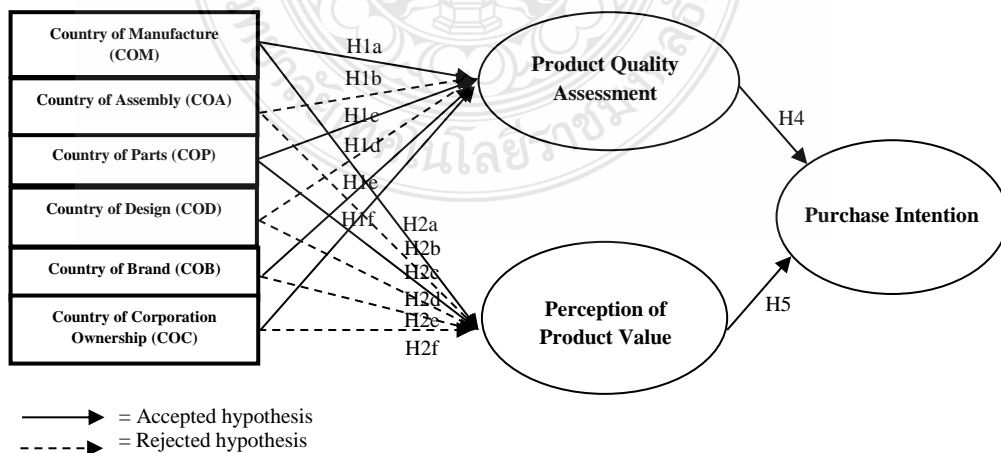 Country of Manufacture
(COM)
Country of Assembly (COA)
Country of Parts (COP)
Country of Design (COD)
Country of Brand (COB)
Country of Corporation
Ownership (COC)
H1a
H1b
H1c
H1d
H1e
H1f
H2a
H2b
H2c
H2d
H2e
H2f
Product Quality
Assessment
Perception of
Product Value
H4
H5
Purchase Intention
= Accepted hypothesis
= Rejected hypothesis